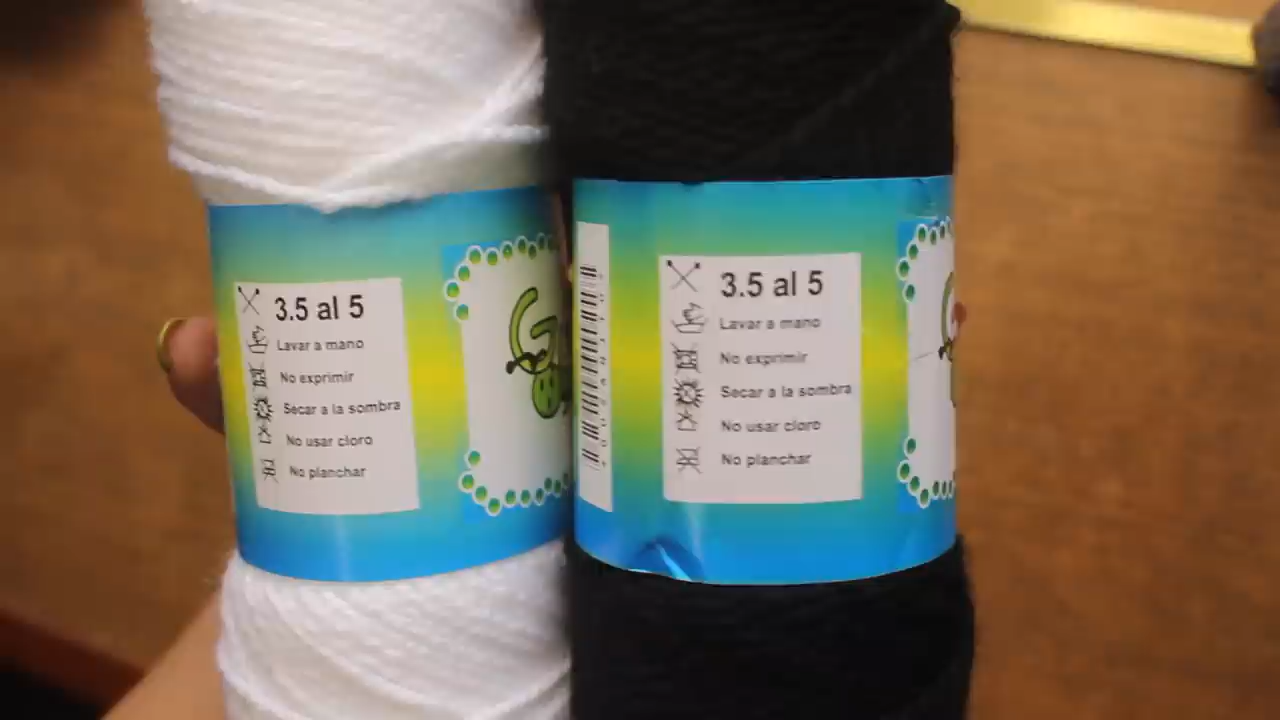 3.5 al 5
Lavar a mano
No exprimir
Secar a la sombra
No usar cloro
No planchar
3.5 al 5
Lavar a mano
No exprimir
Secar a la sombra
No usar cloro
No planchar